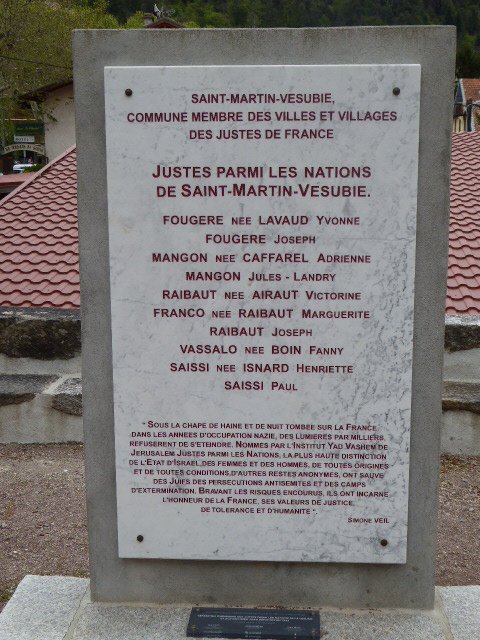 SAINT-MARTIN-VESUBIE,
COMMUNE MEMBRE DES VILLES ET VILLAGES
DES JUSTES DE FRANCE
JUSTES PARMI LES NATIONS
DE SAINT-MARTIN-VESUBIE.
FOUGERE NEE LAVAUD YVONNE
FOUGERE JOSEPH
MANGON NEE CAFFAREL ADRIENNE
MANGON JULES - LANDRY
RAIBAUT NEE AIRAUT VICTORINE
FRANCO NEE RAIBAUT MARGUERITE
RAIBAUT JOSEPH
VASSALO NEE BOIN FANNY
SAISSI NEE ISNARD HENRIETTE
SAISSI PAUL
" SOUS LA CHAPE DE HAINE ET DE NUIT TOMBEE SUR LA FRANCE
DANS LES ANNEES D'OCCUPATION NAZIE, DES LUMIERES PAR MILLIERS
REFUSERENT DE S'ETEINDRE. NOMMES PAR L'INSTITUT YAD VASHEM DE
JERUSALEM JUSTES PARMI LES NATIONS, LA PLUS HAUTE DISTINCTION
DE L'ETAT D'ISRAEL, DES FEMMES ET DES HOMMES, DE TOUTES ORIGINES
ET DE TOUTES CONDITIONS, D'AUTRES RESTES ANONYMES, ONT SAUVE
DES JUIFS DES PERSECUTIONS ANTISEMITES ET DES CAMPS
D'EXTERMINATION. BRAVANT LES RISQUES ENCOURUS, ILS ONT INCARNE
L'HONNEUR DE LA FRANCE, SES VALEURS DE JUSTICE,
DE TOLERANCE ET D'HUMANITE ".
SIMONE VEIL